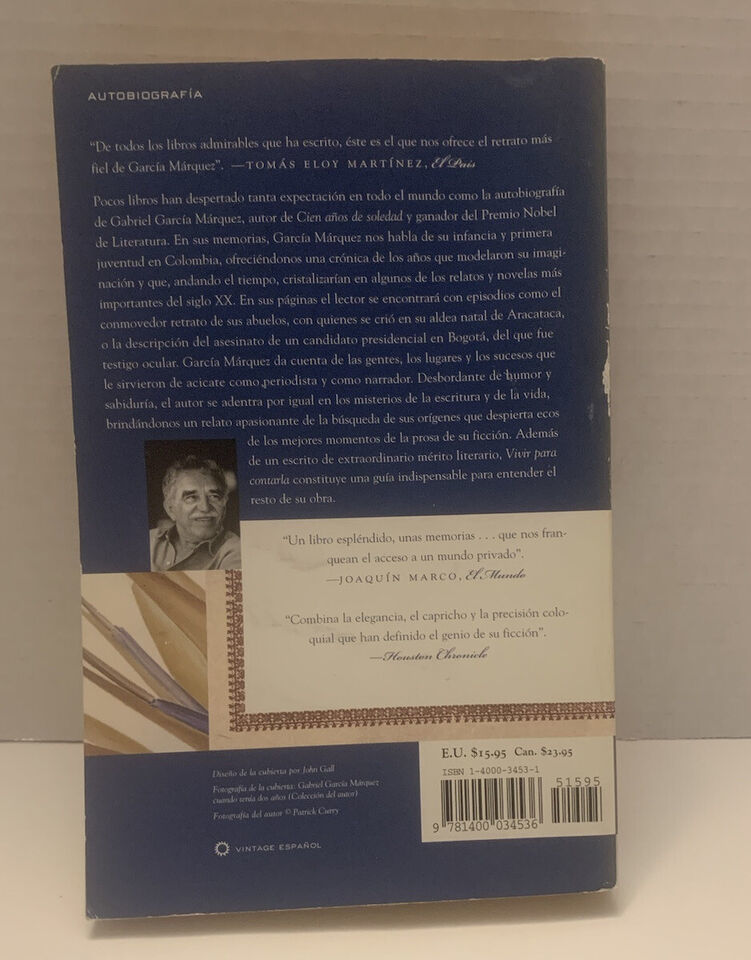 AUTOBIOGRAFÍA
“De todos los libros admirables que ha escrito, éste es el que nos ofrece el retrato más
fiel de García Márquez”. —TOMÁS ELOY MARTÍNEZ, El País
Pocos libros han despertado tanta expectación en todo el mundo como la autobiografía
de Gabriel García Márquez, autor de Cien años de soledad y ganador del Premio Nobel
de Literatura. En sus memorias, García Márquez nos habla de su infancia y primera
juventud en Colombia, ofreciéndonos una crónica de los años que modelaron su imagi-
nación y que, andando el tiempo, cristalizarían en algunos de los relatos y novelas más
importantes del siglo XX. En sus páginas el lector se encontrará con episodios como el
conmovedor retrato de sus abuelos, con quienes se crió en su aldea natal de Aracataca,
o la descripción del asesinato de un candidato presidencial en Bogotá, del que fue
testigo ocular. García Márquez da cuenta de las gentes, los lugares y los sucesos que
le sirvieron de acicate como periodista y como narrador. Desbordante de humor y
sabiduría, el autor se adentra por igual en los misterios de la escritura y de la vida,
brindándonos un relato apasionante de la búsqueda de sus orígenes que despierta ecos
de los mejores momentos de la prosa de su ficción. Además
de un escrito de extraordinario mérito literario, Vivir para
contarla constituye una guía indispensable para entender el
resto de su obra.
“Un libro espléndido, unas memorias . . . que nos fran-
quean el acceso a un mundo privado”.
—JOAQUÍN MARCO, El Mundo
“Combina la elegancia, el capricho y la precisión colo-
quial que han definido el genio de su ficción”.
—Houston Chronicle
Diseño de la cubierta por John Gall
Fotografía de la cubierta: Gabriel García Márquez
cuando tenía dos años (Colección del autor)
Fotografía del autor © Patrick Curry
VINTAGE ESPAÑOL
E.U. $15.95 Can. $23.95
ISBN 1-4000-3453-1
51595
9 781400 034536